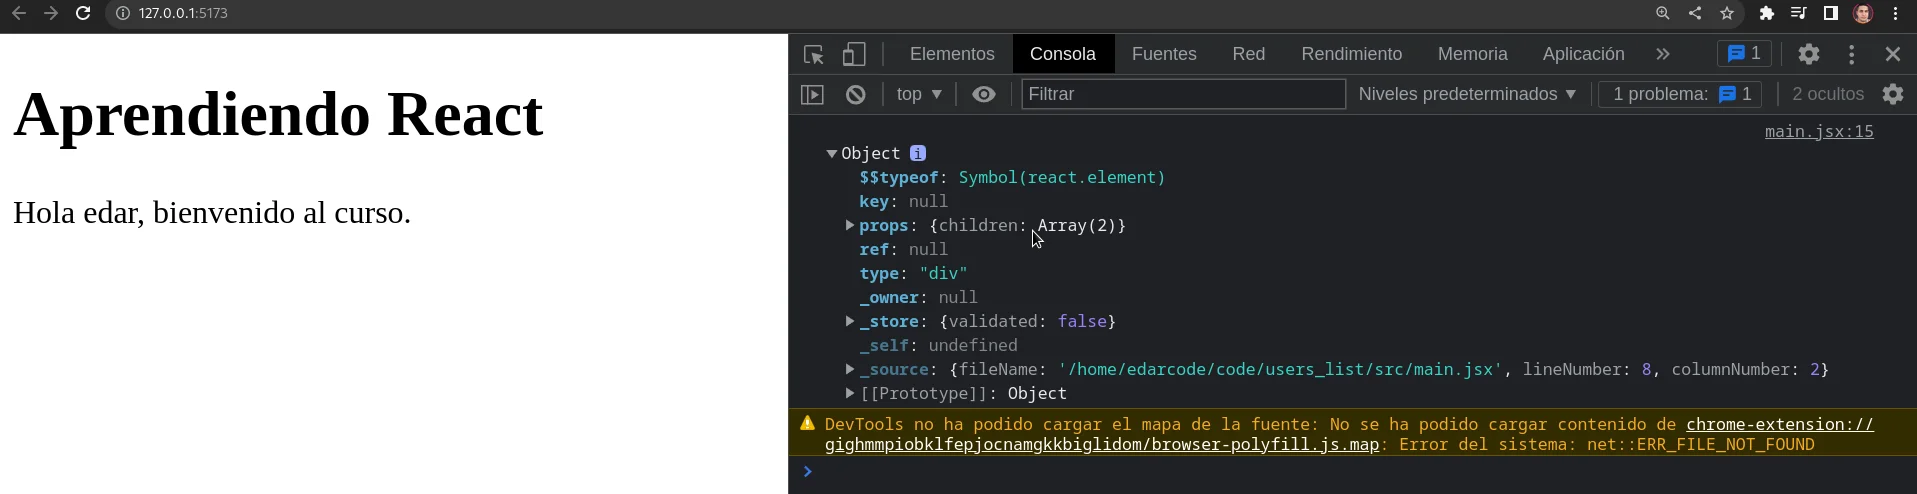 127.0.0.1:5173
Aprendiendo React
Hola edar, bienvenido al curso.
Elementos Consola Fuentes Red Rendimiento Memoria Aplicación » 1
top Filtrar Niveles predeterminados 1 problema: 1 2 ocultos
main.jsx:15
Object i
$$typeof: Symbol(react.element)
key: null
props: {children: Array(2)}
ref: null
type: "div"
_owner: null
_store: {validated: false}
_self: undefined
_source: {fileName: '/home/edarcode/code/users_list/src/main.jsx', lineNumber: 8, columnNumber: 2}
[[Prototype]]: Object
DevTools no ha podido cargar el mapa de la fuente: No se ha podido cargar contenido de chrome-extension://
gighmmpiobklfepjocnamgkkbiglidom/browser-polyfill.js.map: Error del sistema: net::ERR_FILE_NOT_FOUND